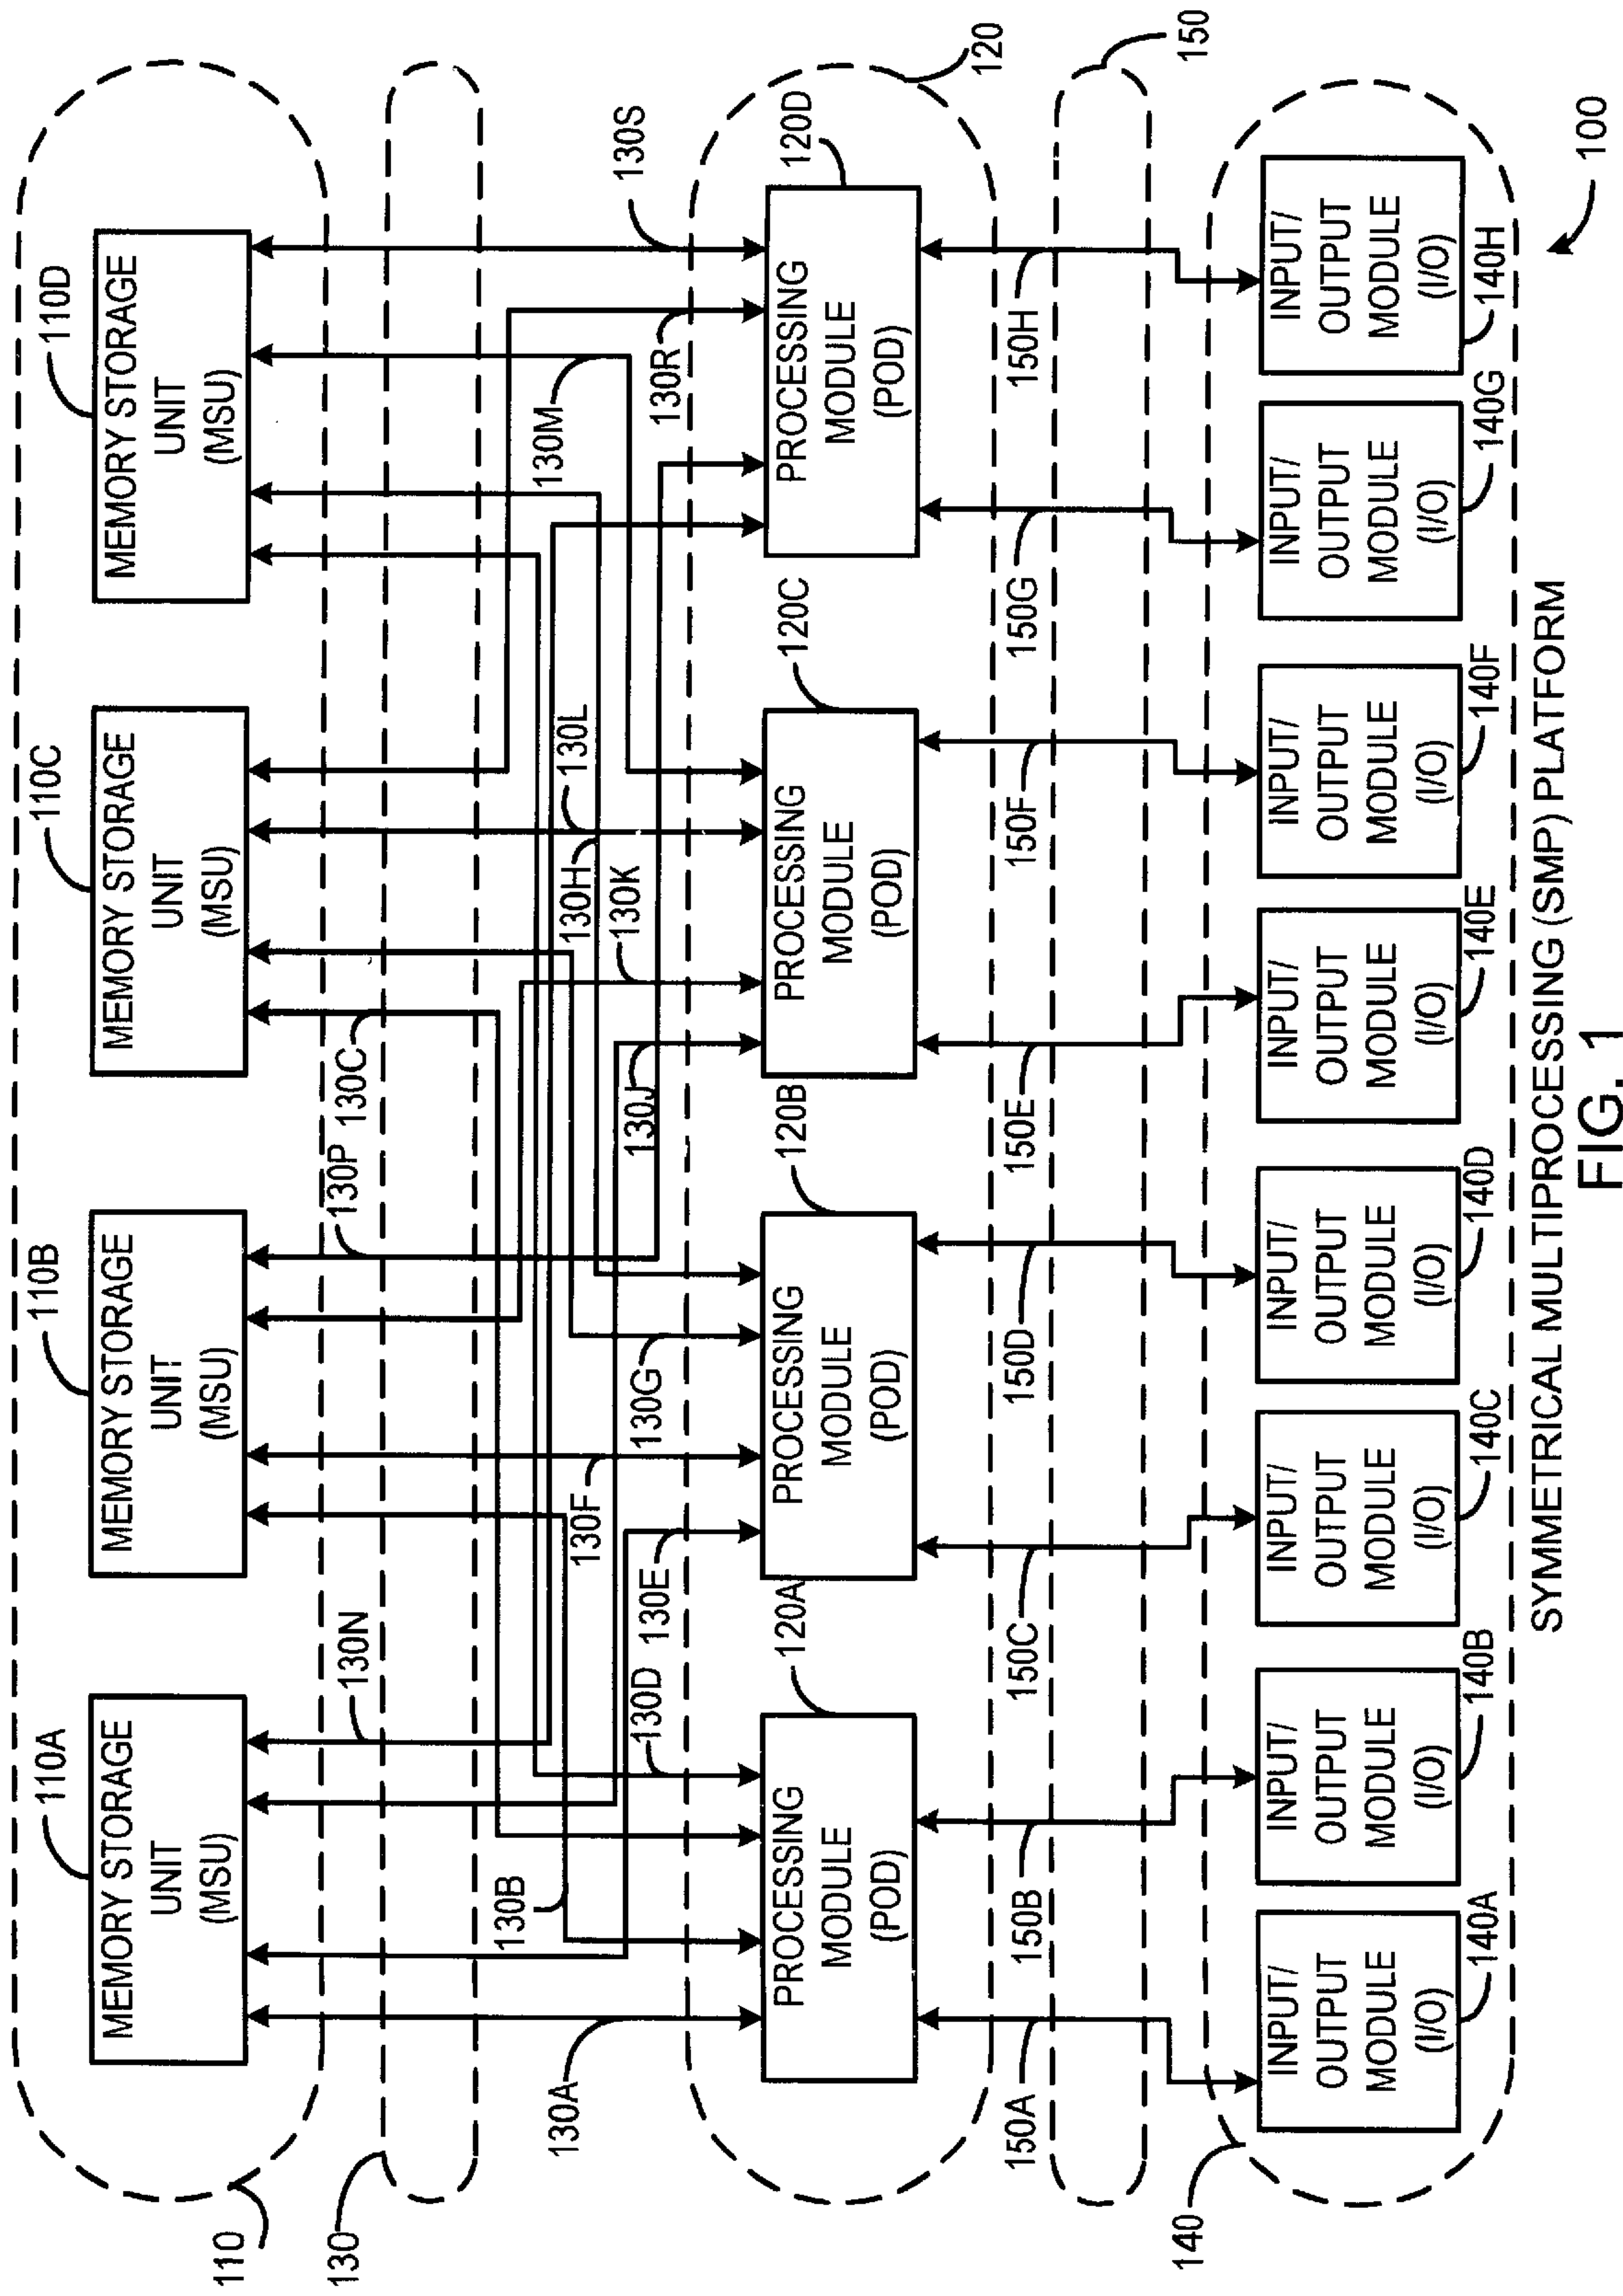 110
110A
110B
110C
110D
MEMORY STORAGE
UNIT
(MSU)
MEMORY STORAGE
UNIT
(MSU)
MEMORY STORAGE
UNIT
(MSU)
MEMORY STORAGE
UNIT
(MSU)
130
130N
130P
130C
130A
130B
130D
130E
130F
130G
130J
130H
130K
130L
130M
130R
130S
120
120A
120B
120C
120D
PROCESSING
MODULE
(POD)
PROCESSING
MODULE
(POD)
PROCESSING
MODULE
(POD)
PROCESSING
MODULE
(POD)
150A
150B
150C
150D
150E
150F
150G
150H
150
140
INPUT/
OUTPUT
MODULE
(I/O)
140A
INPUT/
OUTPUT
MODULE
(I/O)
140B
INPUT/
OUTPUT
MODULE
(I/O)
140C
INPUT/
OUTPUT
MODULE
(I/O)
140D
INPUT/
OUTPUT
MODULE
(I/O)
140E
INPUT/
OUTPUT
MODULE
(I/O)
140F
INPUT/
OUTPUT
MODULE
(I/O)
140G
INPUT/
OUTPUT
MODULE
(I/O)
140H
100
SYMMETRICAL MULTIPROCESSING (SMP) PLATFORM
FIG. 1